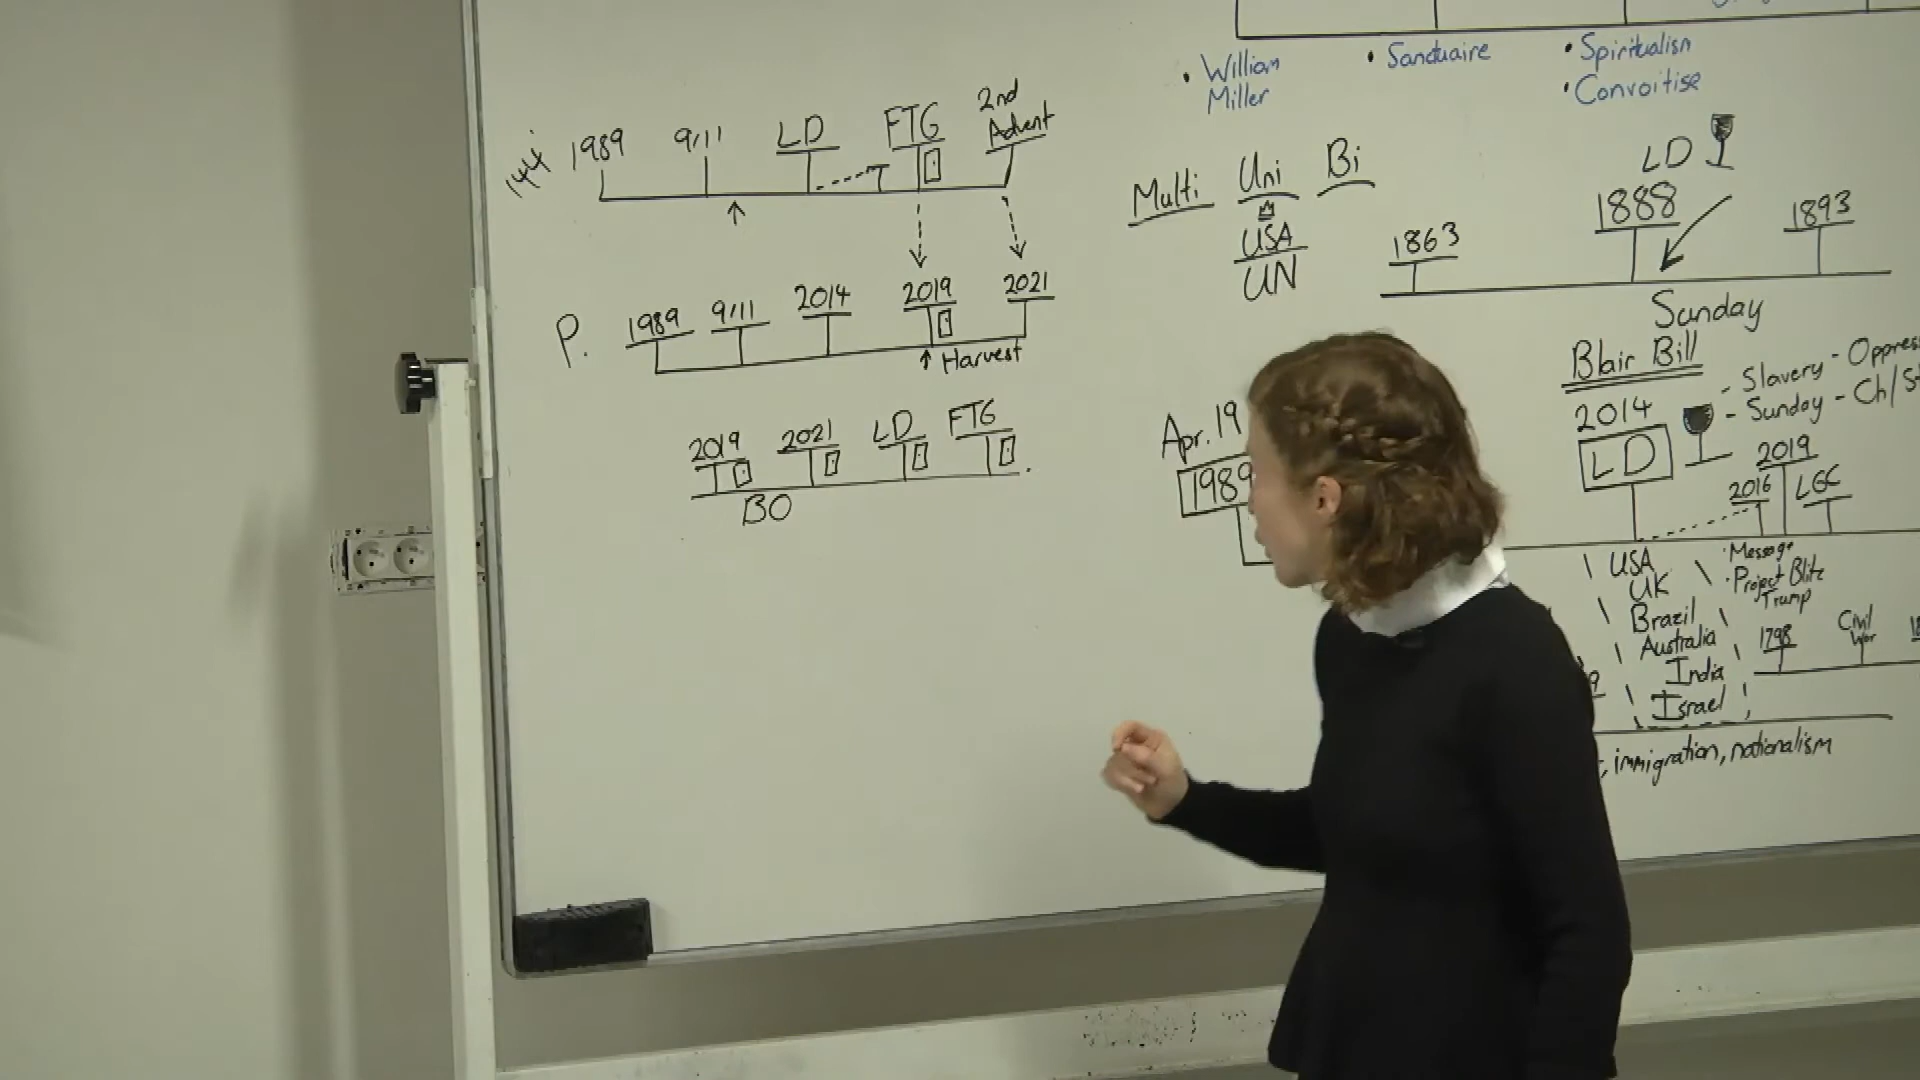 William
Miller
Sanctuaire
Spiritualism
Convoitise
144
1989 9/11 LD FTG 2nd
Advent
P. 1989 9/11 2014 2019 2021
Harvest
2019 2021 LD FTG
BO
Multi Uni Bi
USA
UN
LD
1863 1888 1893
Sunday
Blair Bill
- Slavery - Oppres
- Sunday - Ch/St
Apr. 19
1989
2014
LD
2019
2016 LGC
USA
UK
Brazil
Australia
India
Israel
Message
Project Blitz
Trump
1798 Civil
War
, immigration, nationalism